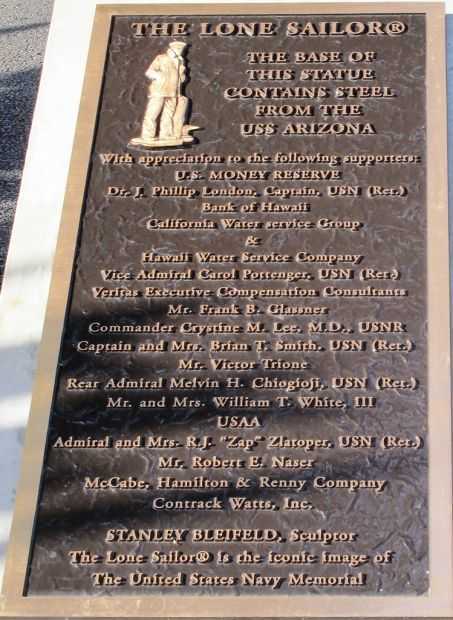 THE LONE SAILOR®
THE BASE OF
THIS STATUE
CONTAINS STEEL
FROM THE
USS ARIZONA
With appreciation to the following supporters:
U.S. MONEY RESERVE
Dr. J. Phillip London, Captain, USN (Ret.)
Bank of Hawaii
California Water service Group
&
Hawaii Water Service Company
Vice Admiral Carol Pottenger, USN (Ret.)
Veritas Executive Compensation Consultants
Mr. Frank B. Glassner
Commander Crystine M. Lee, M.D., USNR
Captain and Mrs. Brian T. Smith, USN (Ret.)
Mr. Victor Trione
Rear Admiral Melvin H. Chiogioji, USN (Ret.)
Mr. and Mrs. William T. White, III
USAA
Admiral and Mrs. R.J. "Zap" Zlatoper, USN (Ret.)
Mr. Robert E. Naser
McCabe, Hamilton & Renny Company
Contrack Watts, Inc.
STANLEY BLEIFELD, Sculptor
The Lone Sailor® is the iconic image of
The United States Navy Memorial